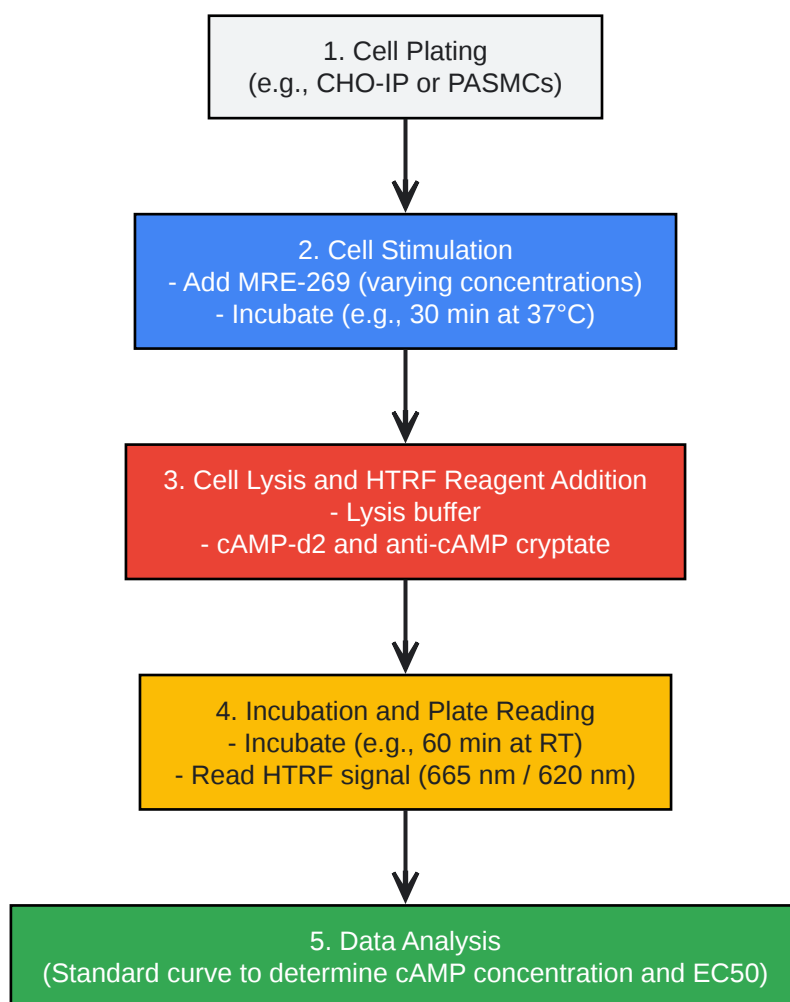 1. Cell Plating
(e.g., CHO-IP or PASMCs)
2. Cell Stimulation
- Add MRE-269 (varying concentrations)
- Incubate (e.g., 30 min at 37°C)
3. Cell Lysis and HTRF Reagent Addition
- Lysis buffer
- cAMP-d2 and anti-cAMP cryptate
4. Incubation and Plate Reading
- Incubate (e.g., 60 min at RT)
- Read HTRF signal (665 nm / 620 nm)
5. Data Analysis
(Standard curve to determine cAMP concentration and EC50)